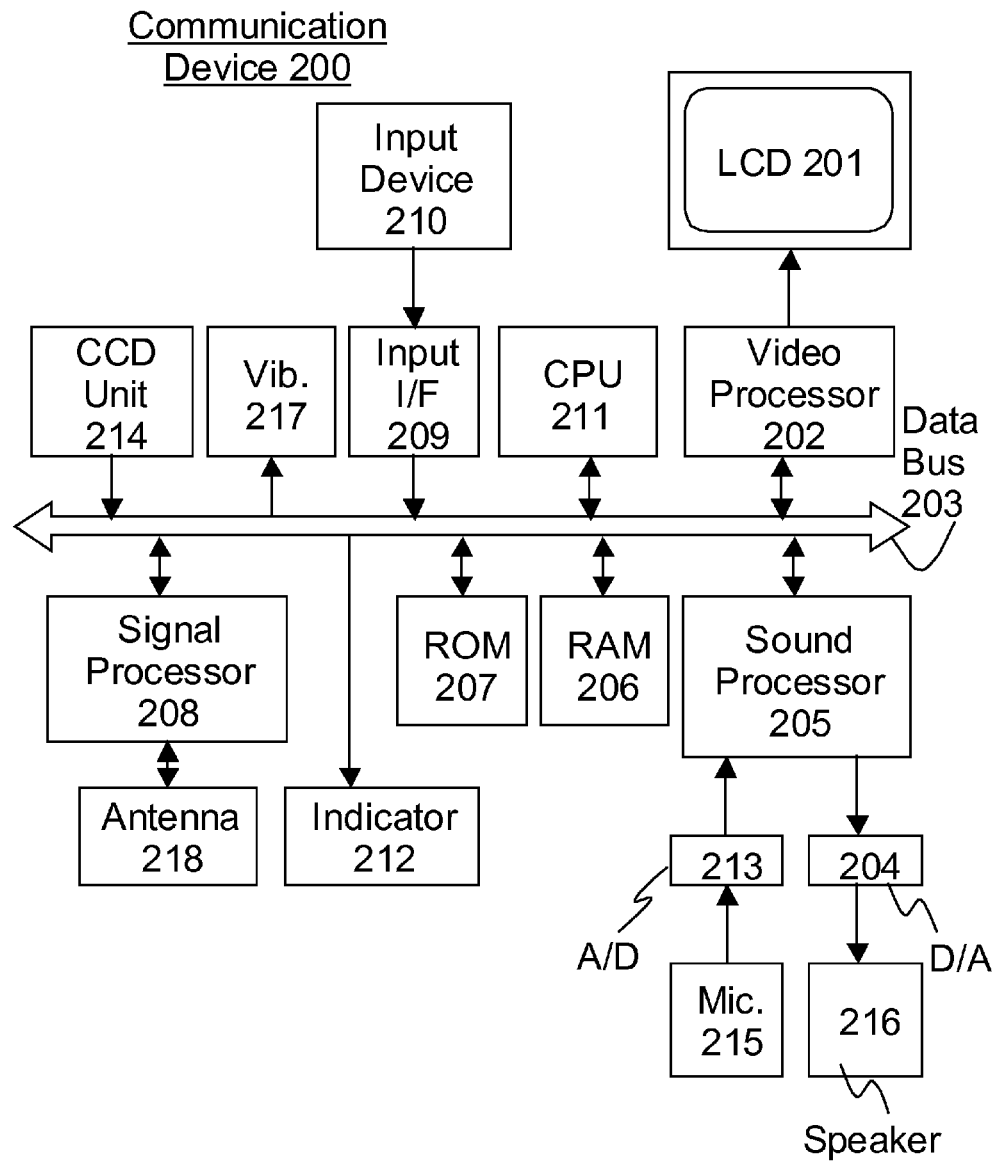 Communication
Device 200
Input
Device
210
LCD 201
CCD
Unit
214
Vib.
217
Input
I/F
209
CPU
211
Video
Processor
202
Data
Bus
203
Signal
Processor
208
ROM
207
RAM
206
Sound
Processor
205
Antenna
218
Indicator
212
213
204
A/D
D/A
Mic.
215
216
Speaker